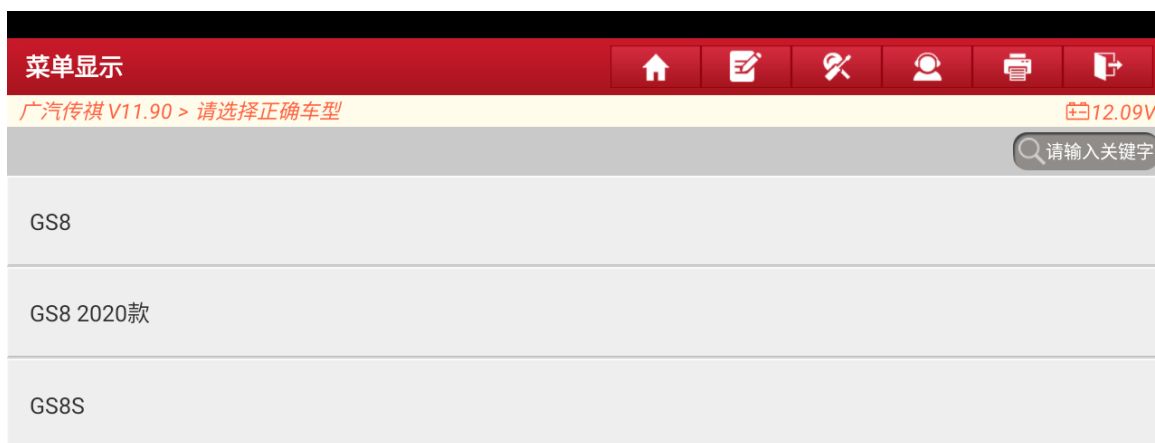 菜单显示
广汽传祺 V11.90 > 请选择正确车型
12.09V
请输入关键字
GS8
GS8 2020款
GS8S